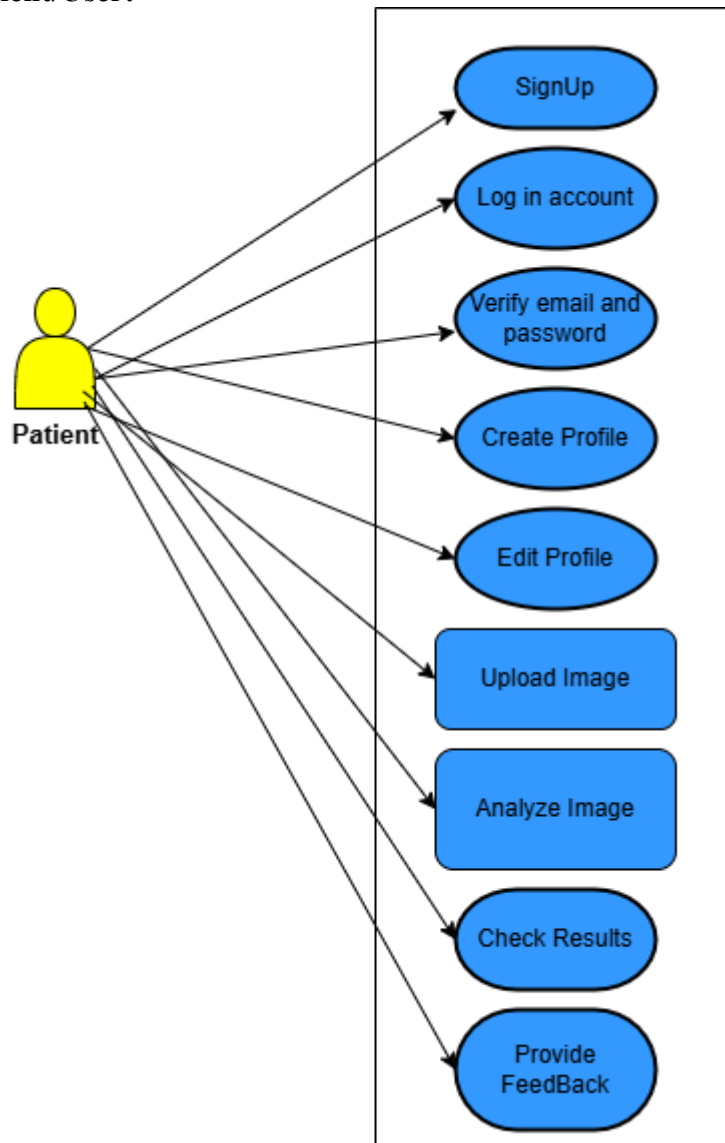 SignUp
Log in account
Verify email and
password
Patient
Create Profile
Edit Profile
Upload Image
Analyze Image
Check Results
Provide
FeedBack